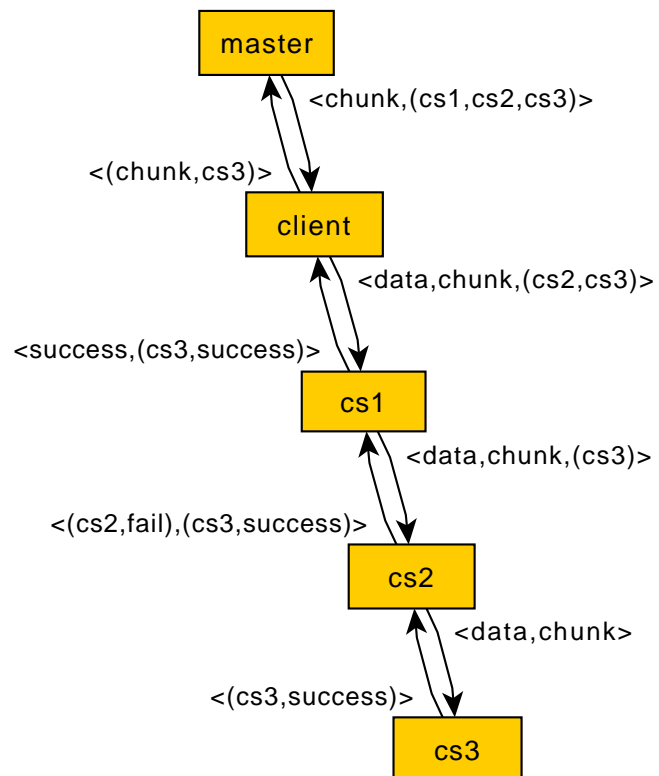 master
<chunk,(cs1,cs2,cs3)>
<(chunk,cs3)>
client
<data,chunk,(cs2,cs3)>
<success,(cs3,success)>
cs1
<data,chunk,(cs3)>
<(cs2,fail),(cs3,success)>
cs2
<data,chunk>
<(cs3,success)>
cs3